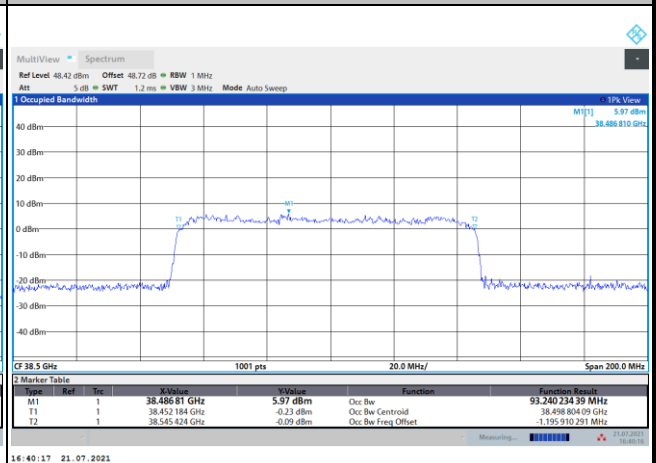 MultiView Spectrum
Ref Level 48.42 dBm Offset 48.72 dB RBW 1 MHz
Att 5 dB SWT 1.2 ms VBW 3 MHz Mode Auto Sweep
1 Occupied Bandwidth 1Pk View
M1[1] 5.97 dBm
38.486 810 GHz
40 dBm
30 dBm
20 dBm
10 dBm
M1
T1 T2
0 dBm
-10 dBm
-20 dBm
-30 dBm
-40 dBm
CF 38.5 GHz 1001 pts 20.0 MHz/ Span 200.0 MHz
2 Marker Table
Type Ref Trc X-Value Y-Value Function Function Result
M1 1 38.486 81 GHz 5.97 dBm Occ Bw 93.240 234 39 MHz
T1 1 38.452 184 GHz -0.23 dBm Occ Bw Centroid 38.498 804 09 GHz
T2 1 38.545 424 GHz -0.09 dBm Occ Bw Freq Offset -1.195 910 291 MHz
Measuring... 21.07.2021
16:40:16
16:40:17 21.07.2021